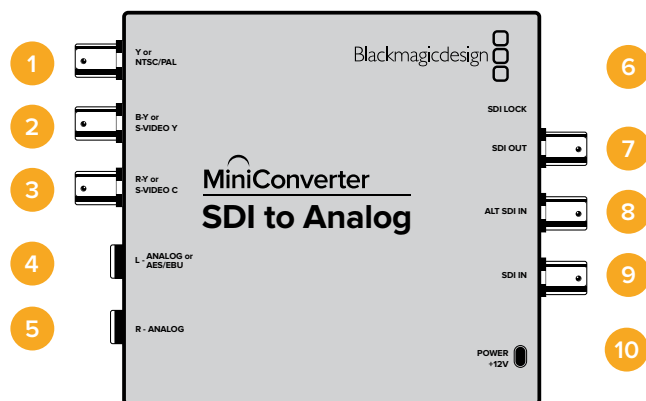 1
Y or
NTSC/PAL
2
B-Y or
S-VIDEO Y
3
R-Y or
S-VIDEO C
4
L - ANALOG or
AES/EBU
5
R - ANALOG
Blackmagicdesign
MiniConverter
SDI to Analog
6
SDI LOCK
7
SDI OUT
8
ALT SDI IN
9
SDI IN
10
POWER
+12V